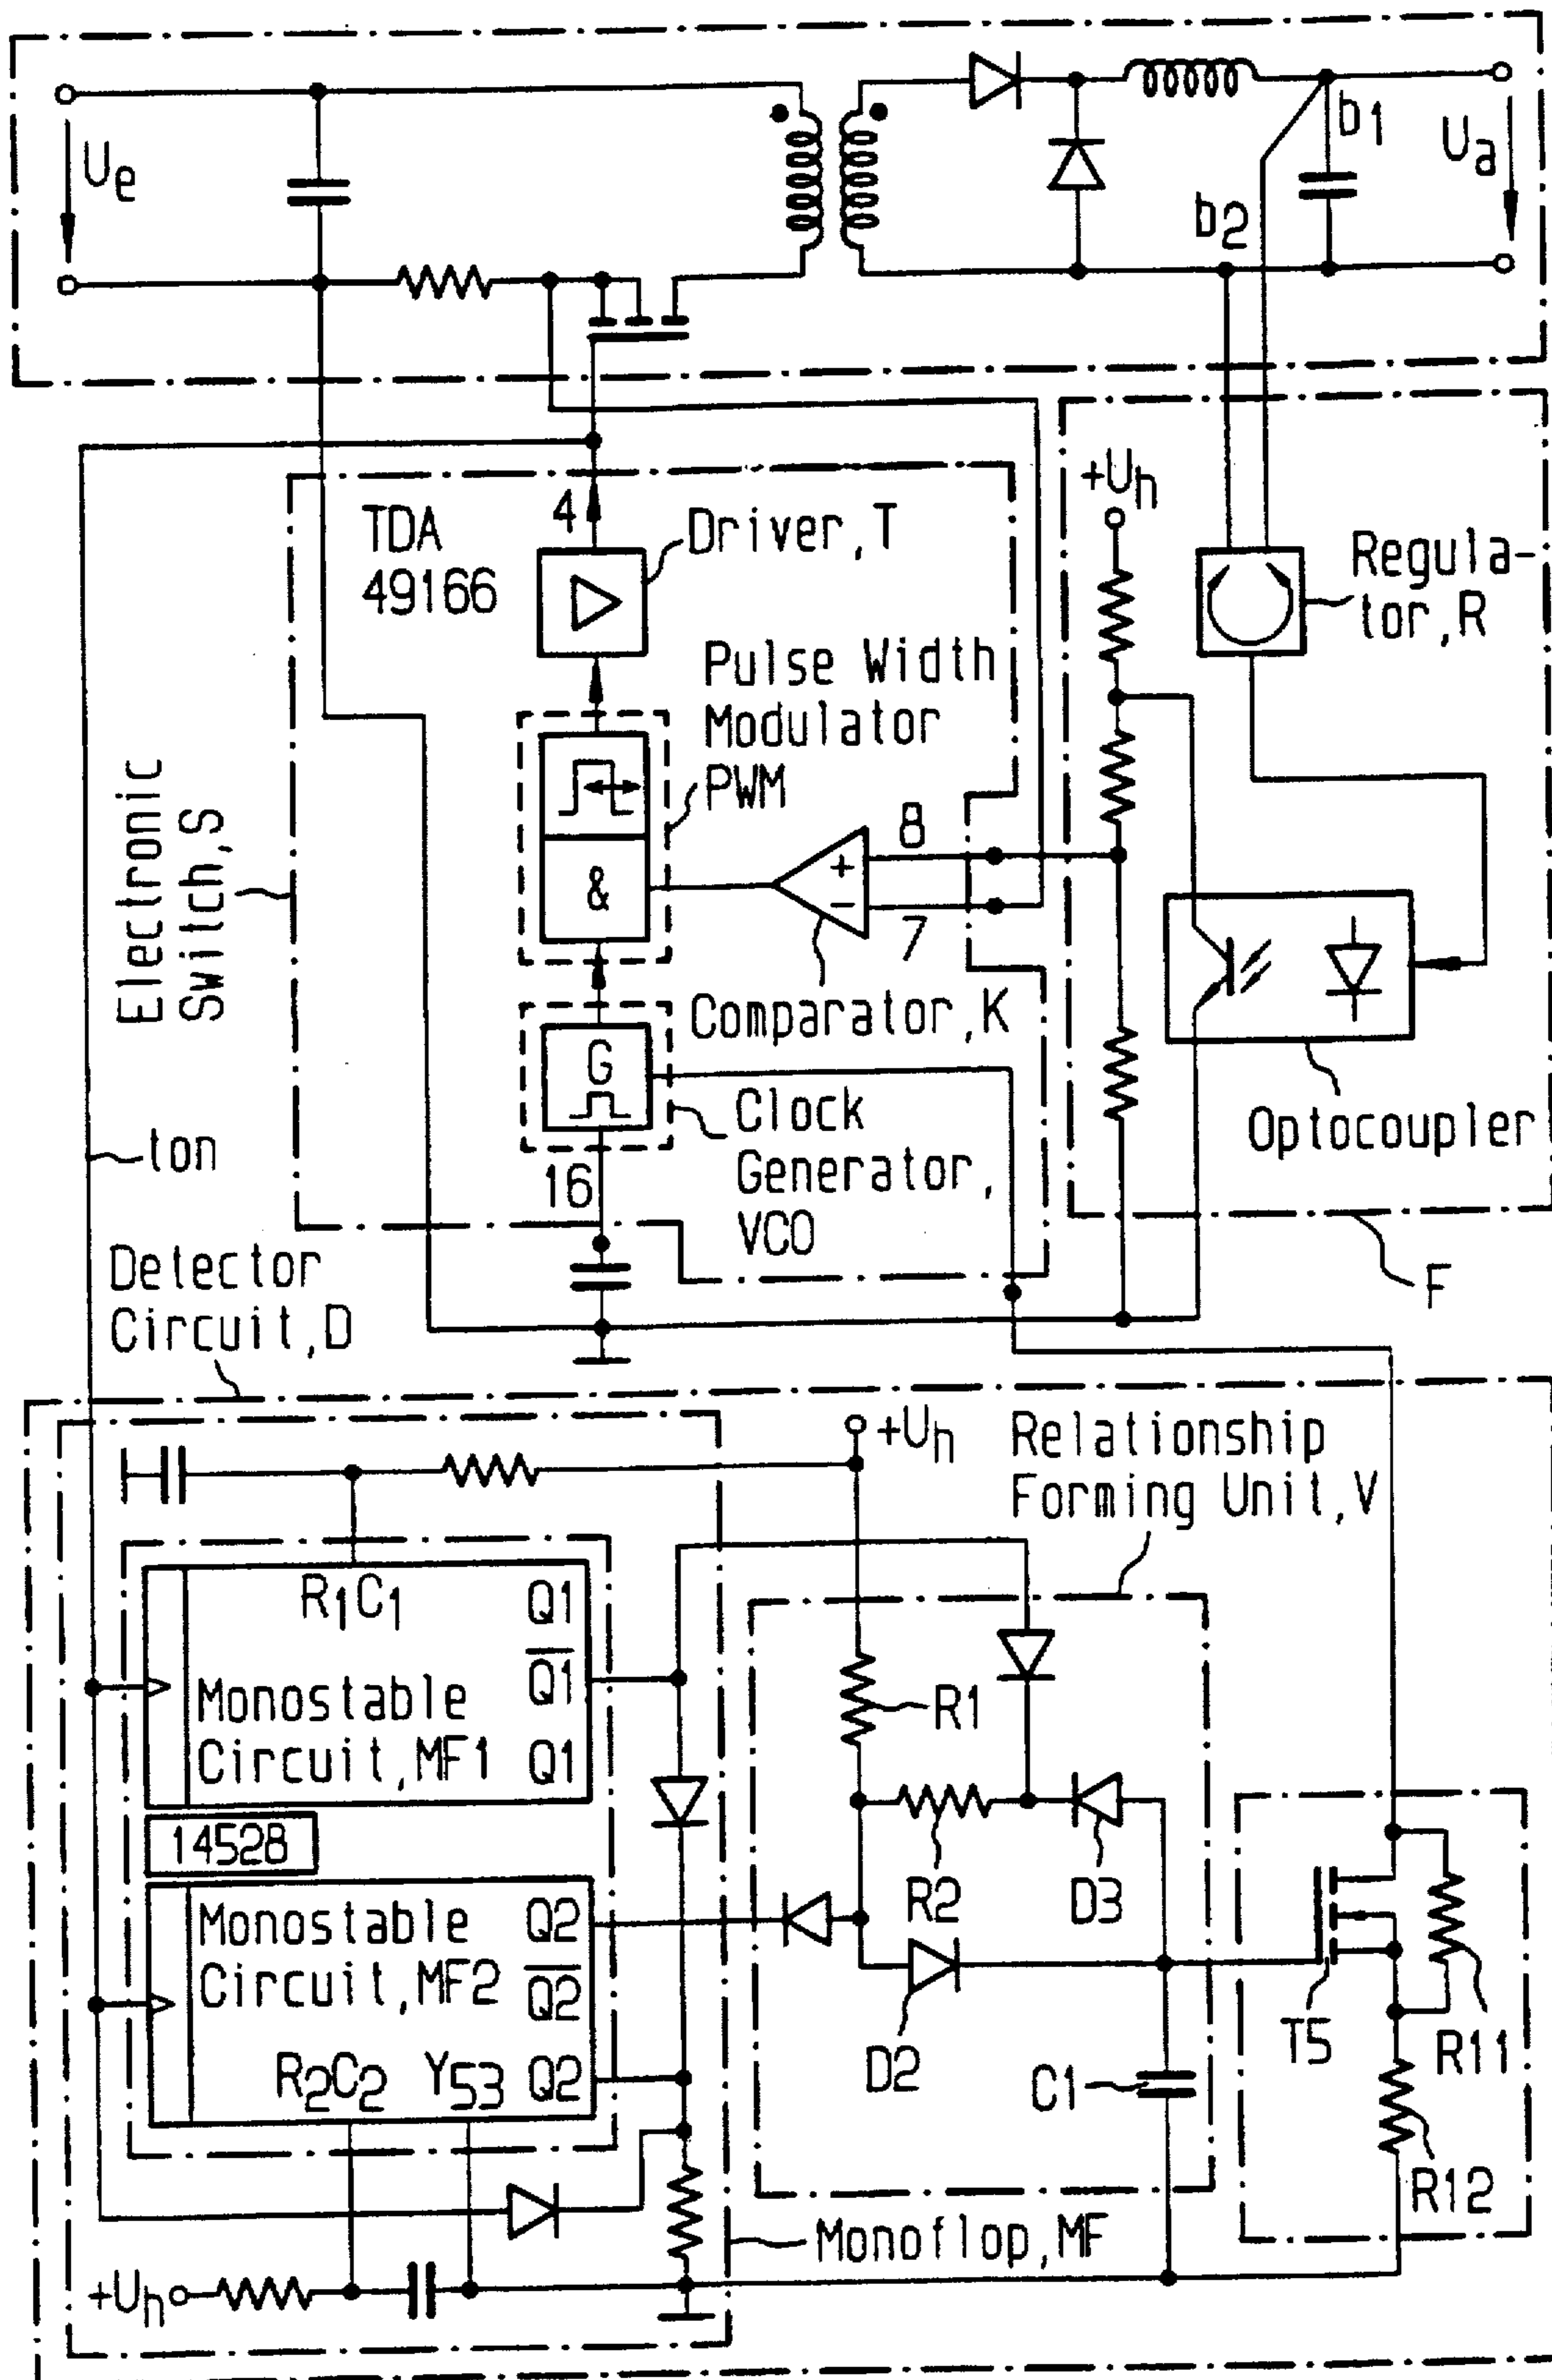 Ue
b1
Ua
b2
+Uh
4
TDA
49166
Driver, T
Regula-
tor, R
Pulse Width
Modulator
PWM
Electronic
Switch, S
8
+
&
−
7
Comparator, K
G
Clock
Generator,
VCO
Optocoupler
ton
16
F
Detector
Circuit, D
+Uh
Relationship
Forming Unit, V
R1C1
Q1
Q1
Monostable
Circuit, MF1
Q1
R1
14528
R2
D3
Monostable
Circuit, MF2
Q2
Q2
R2C2
Y53
Q2
D2
C1
T5
R11
R12
Monoflop, MF
+Uh